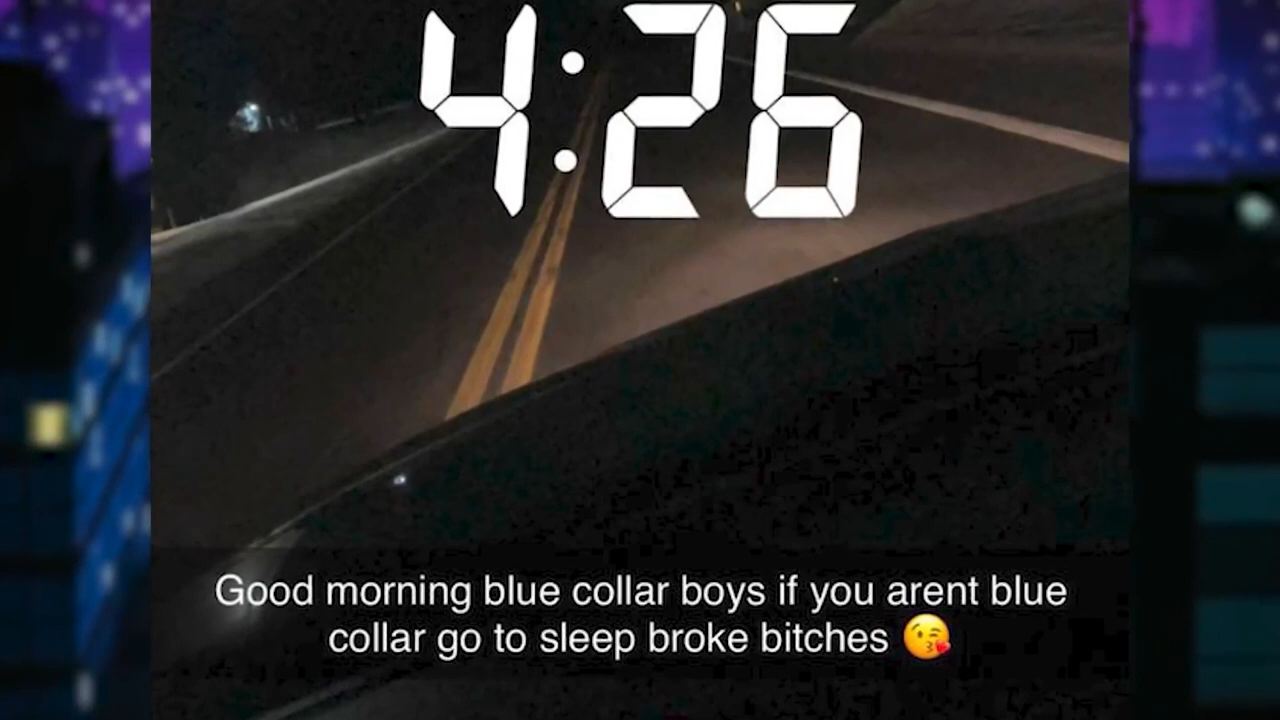 4:26
Good morning blue collar boys if you arent blue
collar go to sleep broke bitches 😘